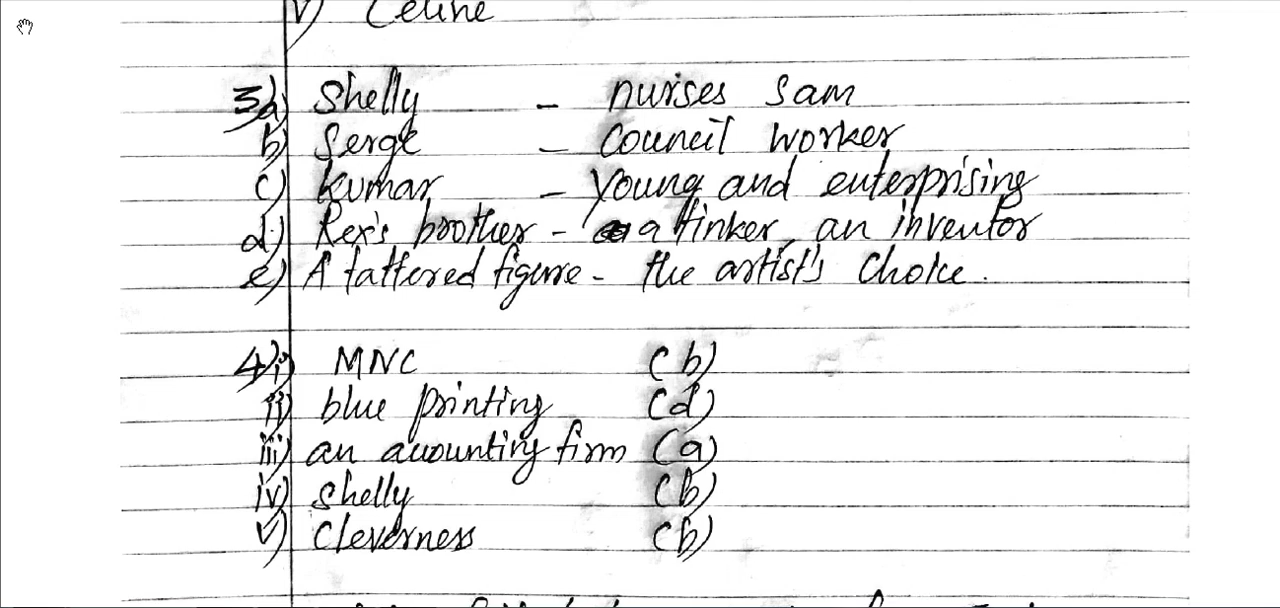 v) Celine
3a) Shelly - nurses Sam
b) Serge - Council worker
c) Kumar - Young and enterprising
d) Rex's brother - a tinker, an inventor
e) A tattered figure - the artist's Choice.
4)i) MNC (b)
ii) blue printing (d)
iii) an accounting firm (a)
iv) Shelly (b)
v) Cleverness (b)